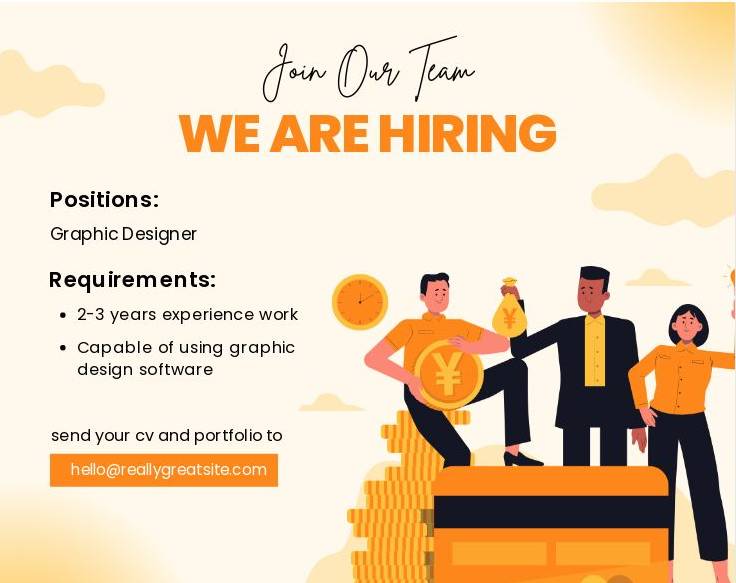 Join Our Team
WE ARE HIRING
Positions:
Graphic Designer
Requirements:
• 2-3 years experience work
• Capable of using graphic
design software
send your cv and portfolio to
hello@reallygreatsite.com
¥
¥